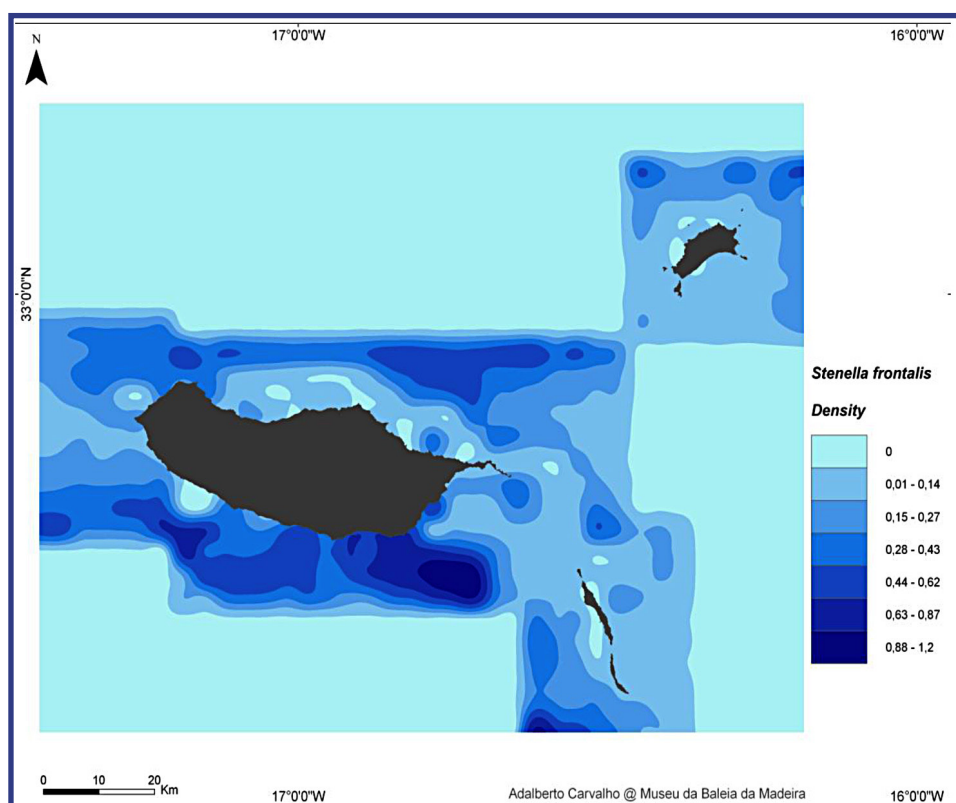 17°0'0"W
16°0'0"W
N
33°0'0"N
Stenella frontalis
Density
0
0,01 - 0,14
0,15 - 0,27
0,28 - 0,43
0,44 - 0,62
0,63 - 0,87
0,88 - 1,2
0 10 20
Km
17°0'0"W
Adalberto Carvalho @ Museu da Baleia da Madeira
16°0'0"W